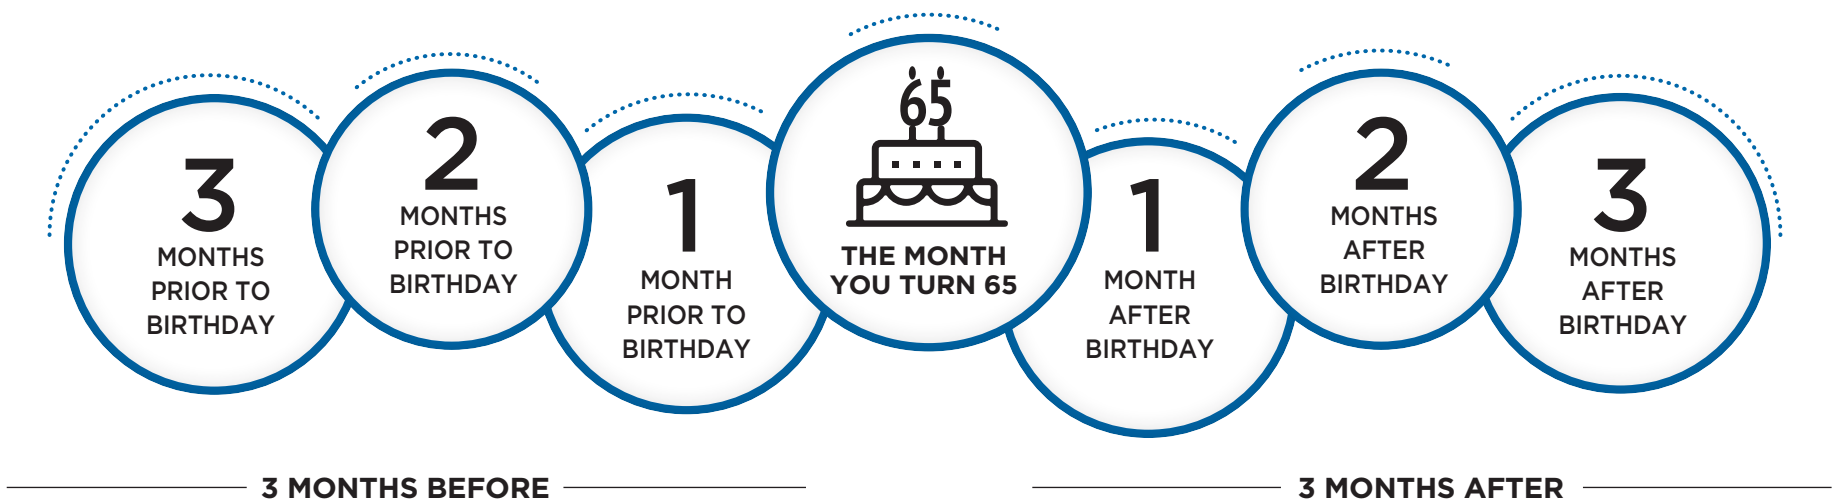 3
MONTHS
PRIOR TO
BIRTHDAY
2
MONTHS
PRIOR TO
BIRTHDAY
1
MONTH
PRIOR TO
BIRTHDAY
65
THE MONTH
YOU TURN 65
1
MONTH
AFTER
BIRTHDAY
2
MONTHS
AFTER
BIRTHDAY
3
MONTHS
AFTER
BIRTHDAY
3 MONTHS BEFORE
3 MONTHS AFTER